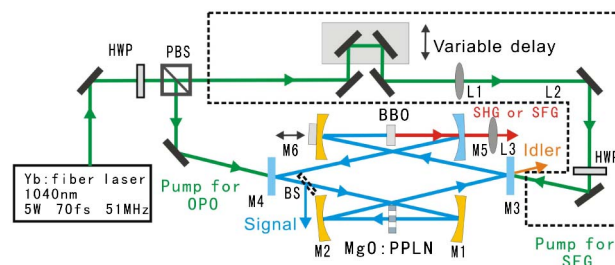 HWP
PBS
Variable delay
L1
L2
BBO
SHG or SFG
M6
M5
L3
Idler
HWP
Yb:fiber laser
1040nm
5W 70fs 51MHz
Pump for
OPO
M4
BS
M3
Signal
M2
MgO:PPLN
M1
Pump for
SFG